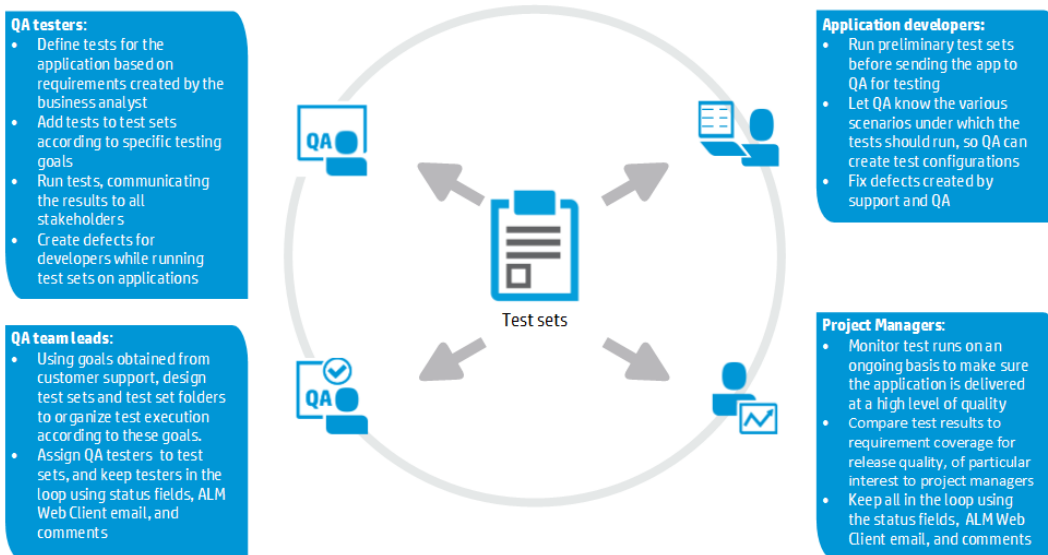 QA testers:
• Define tests for the
application based on
requirements created by the
business analyst
• Add tests to test sets
according to specific testing
goals
• Run tests, communicating
the results to all
stakeholders
• Create defects for
developers while running
test sets on applications
Application developers:
• Run preliminary test sets
before sending the app to
QA for testing
• Let QA know the various
scenarios under which the
tests should run, so QA can
create test configurations
• Fix defects created by
support and QA
QA
Test sets
QA
QA team leads:
• Using goals obtained from
customer support, design
test sets and test set folders
to organize test execution
according to these goals.
• Assign QA testers to test
sets, and keep testers in the
loop using status fields, ALM
Web Client email, and
comments
Project Managers:
• Monitor test runs on an
ongoing basis to make sure
the application is delivered
at a high level of quality
• Compare test results to
requirement coverage for
release quality, of particular
interest to project managers
• Keep all in the loop using
the status fields, ALM Web
Client email, and comments